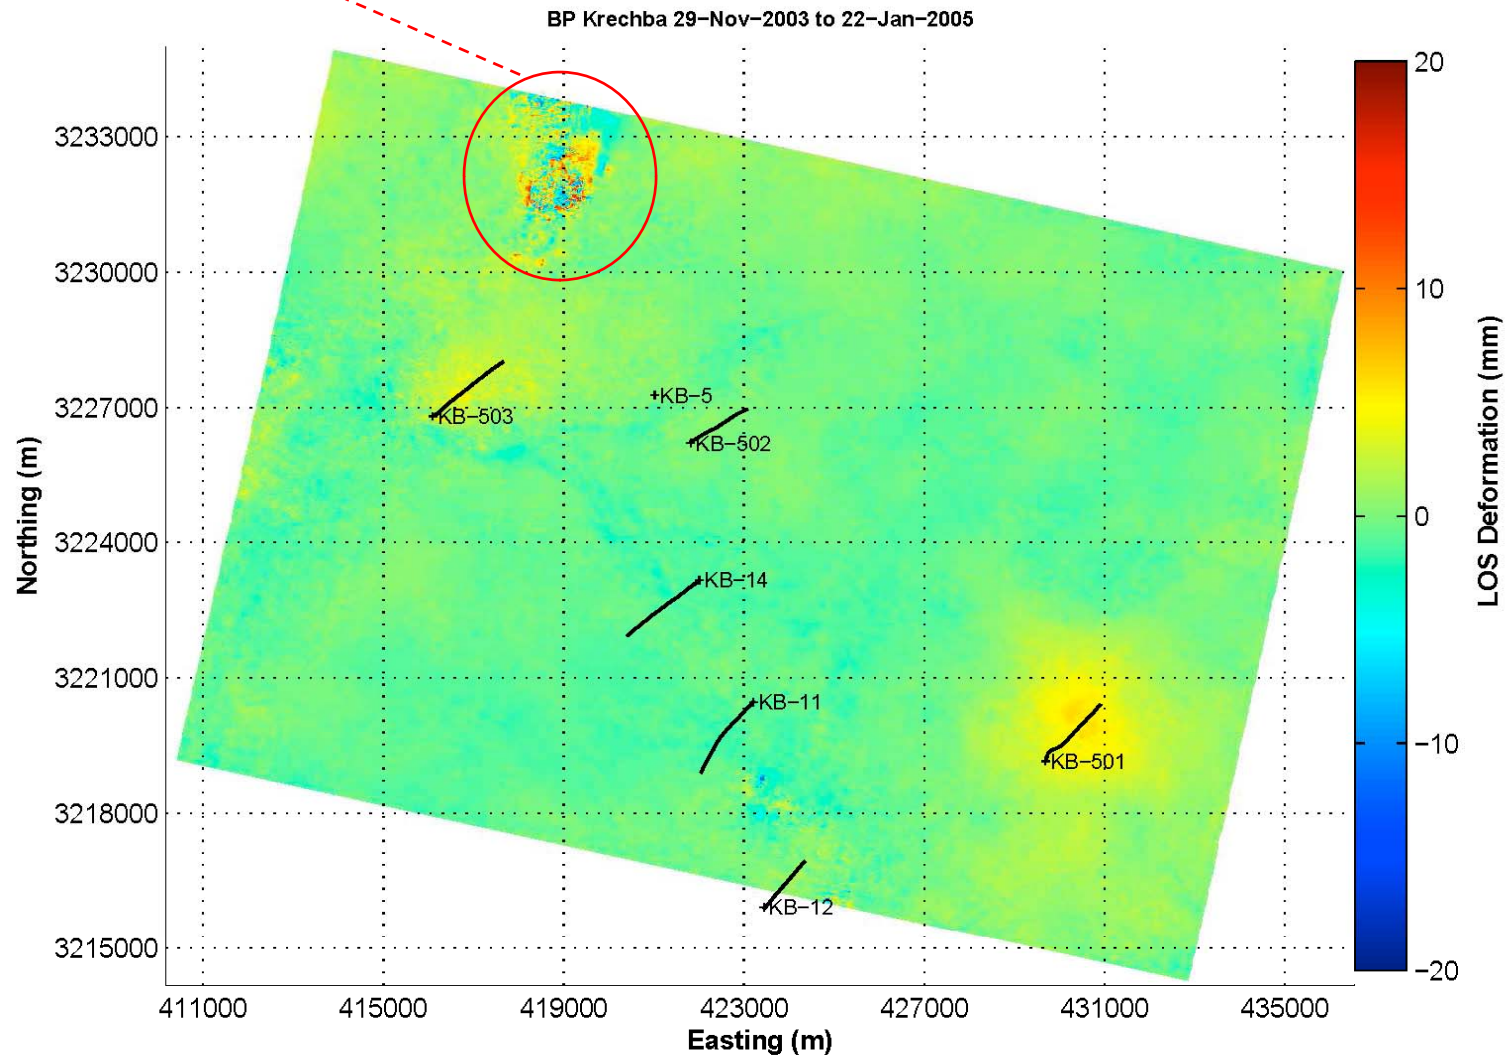 BP Krechba 29−Nov−2003 to 22−Jan−2005
20
3233000
10
3230000
LOS Deformation (mm)
KB−5
3227000
KB−503
KB−502
Northing (m)
0
3224000
KB−14
3221000
KB−11
−10
KB−501
3218000
KB−12
3215000
−20
411000 415000 419000 423000 427000 431000 435000
Easting (m)